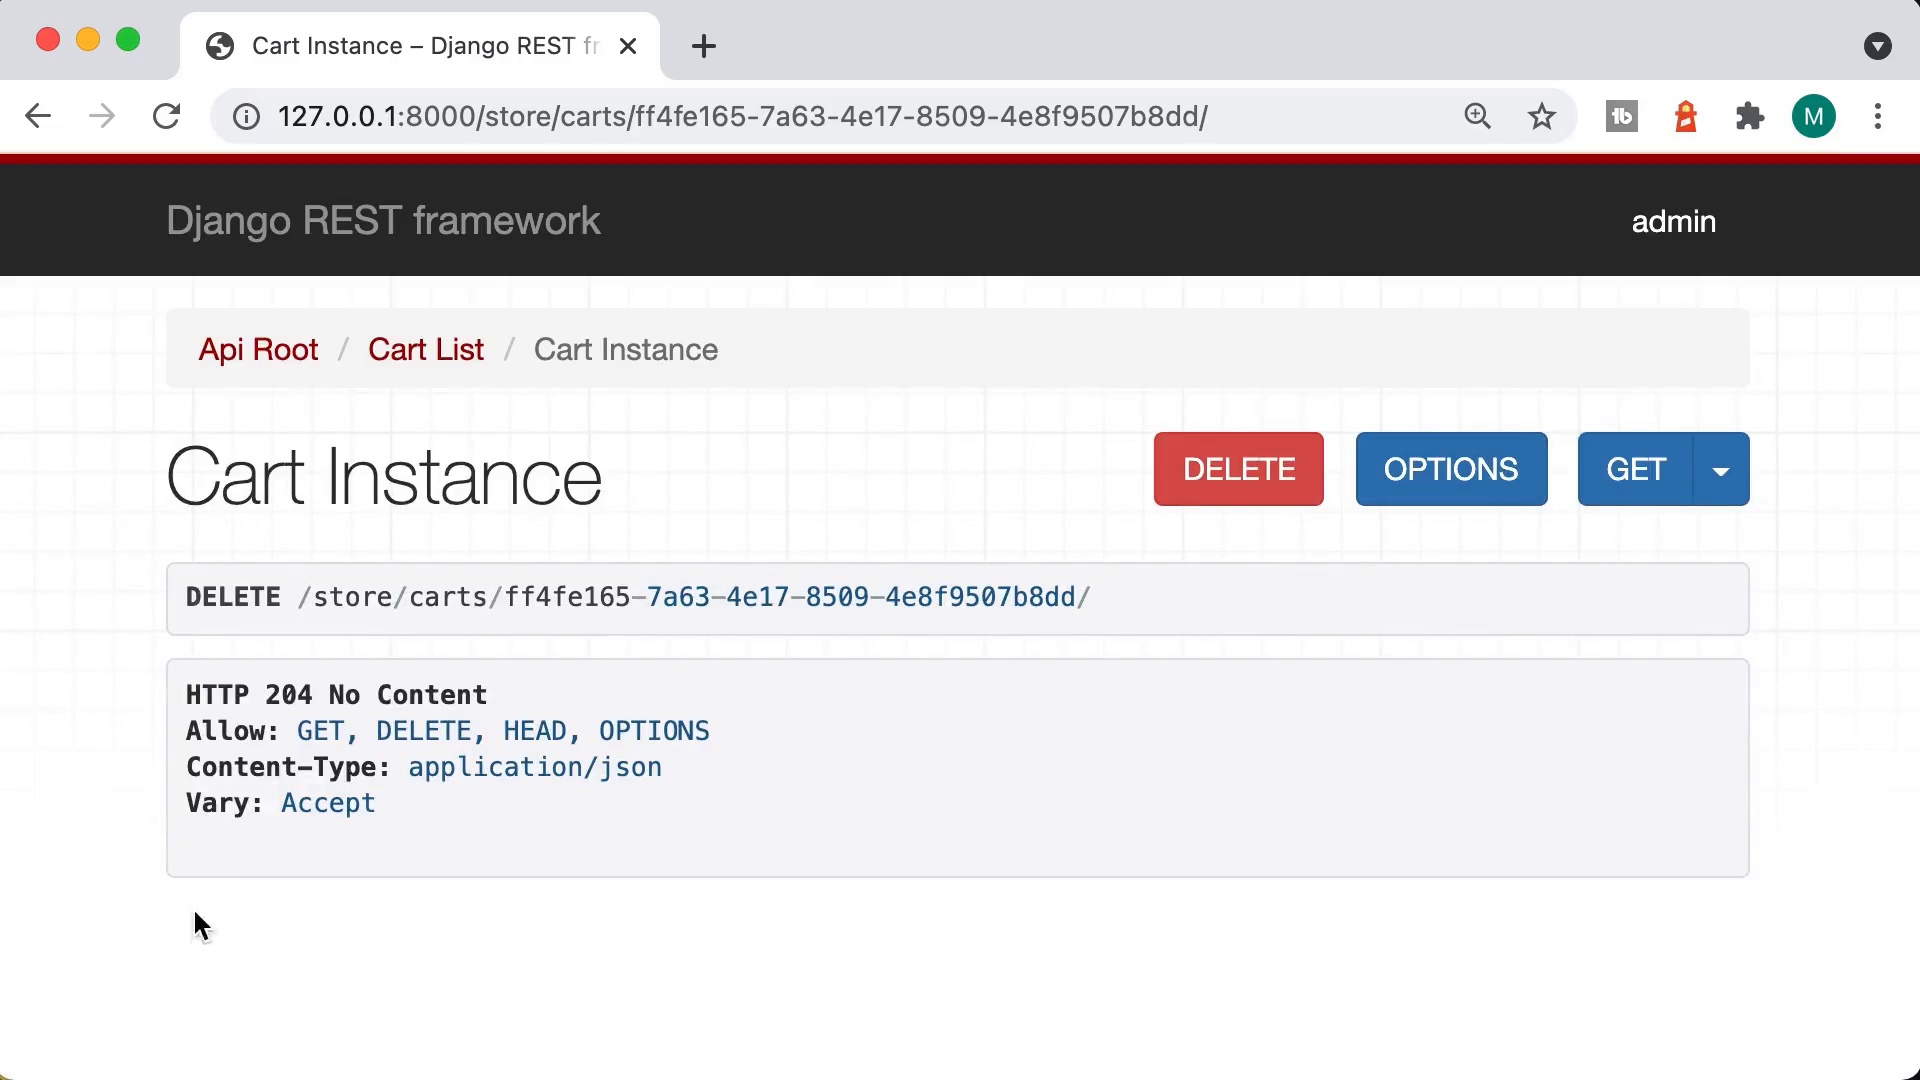 Cart Instance – Django REST fr
127.0.0.1:8000/store/carts/ff4fe165-7a63-4e17-8509-4e8f9507b8dd/
tb
M
Django REST framework
admin
Api Root / Cart List / Cart Instance
Cart Instance
DELETE
OPTIONS
GET
DELETE /store/carts/ff4fe165-7a63-4e17-8509-4e8f9507b8dd/
HTTP 204 No Content
Allow: GET, DELETE, HEAD, OPTIONS
Content-Type: application/json
Vary: Accept